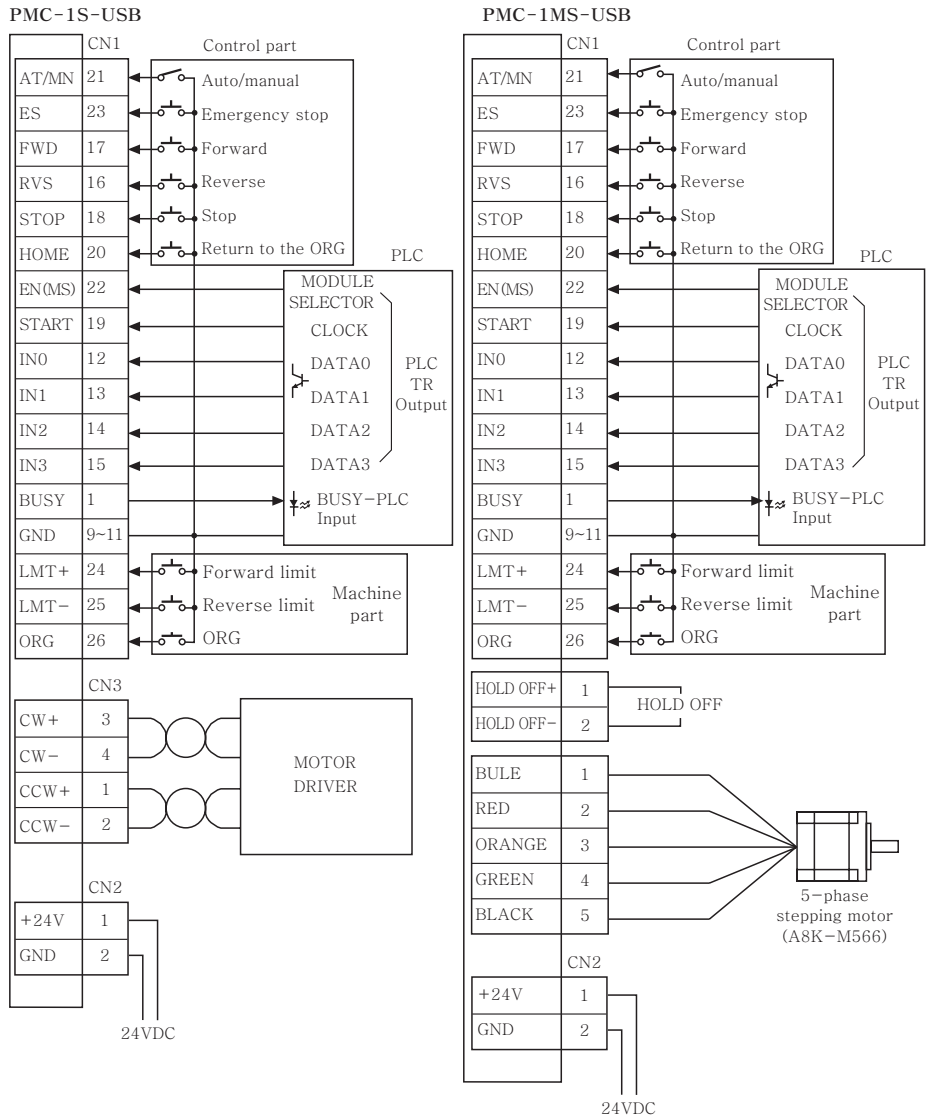 PMC-1S-USB
CN1
Control part
AT/MN 21 Auto/manual
ES 23 Emergency stop
FWD 17 Forward
RVS 16 Reverse
STOP 18 Stop
HOME 20 Return to the ORG
PLC
EN(MS) 22 MODULE
SELECTOR
START 19 CLOCK
IN0 12 DATA0 PLC
TR
Output
IN1 13 DATA1
IN2 14 DATA2
IN3 15 DATA3
BUSY 1 BUSY-PLC
Input
GND 9~11
LMT+ 24 Forward limit
LMT- 25 Reverse limit
Machine
part
ORG 26 ORG
CN3
CW+ 3
CW- 4
CCW+ 1
CCW- 2
MOTOR
DRIVER
CN2
+24V 1
GND 2
24VDC
PMC-1MS-USB
CN1
Control part
AT/MN 21 Auto/manual
ES 23 Emergency stop
FWD 17 Forward
RVS 16 Reverse
STOP 18 Stop
HOME 20 Return to the ORG
PLC
EN(MS) 22 MODULE
SELECTOR
START 19 CLOCK
IN0 12 DATA0 PLC
TR
Output
IN1 13 DATA1
IN2 14 DATA2
IN3 15 DATA3
BUSY 1 BUSY-PLC
Input
GND 9~11
LMT+ 24 Forward limit
LMT- 25 Reverse limit
Machine
part
ORG 26 ORG
HOLD OFF+ 1
HOLD OFF- 2
HOLD OFF
BULE 1
RED 2
ORANGE 3
GREEN 4
BLACK 5
5-phase
stepping motor
(A8K-M566)
CN2
+24V 1
GND 2
24VDC